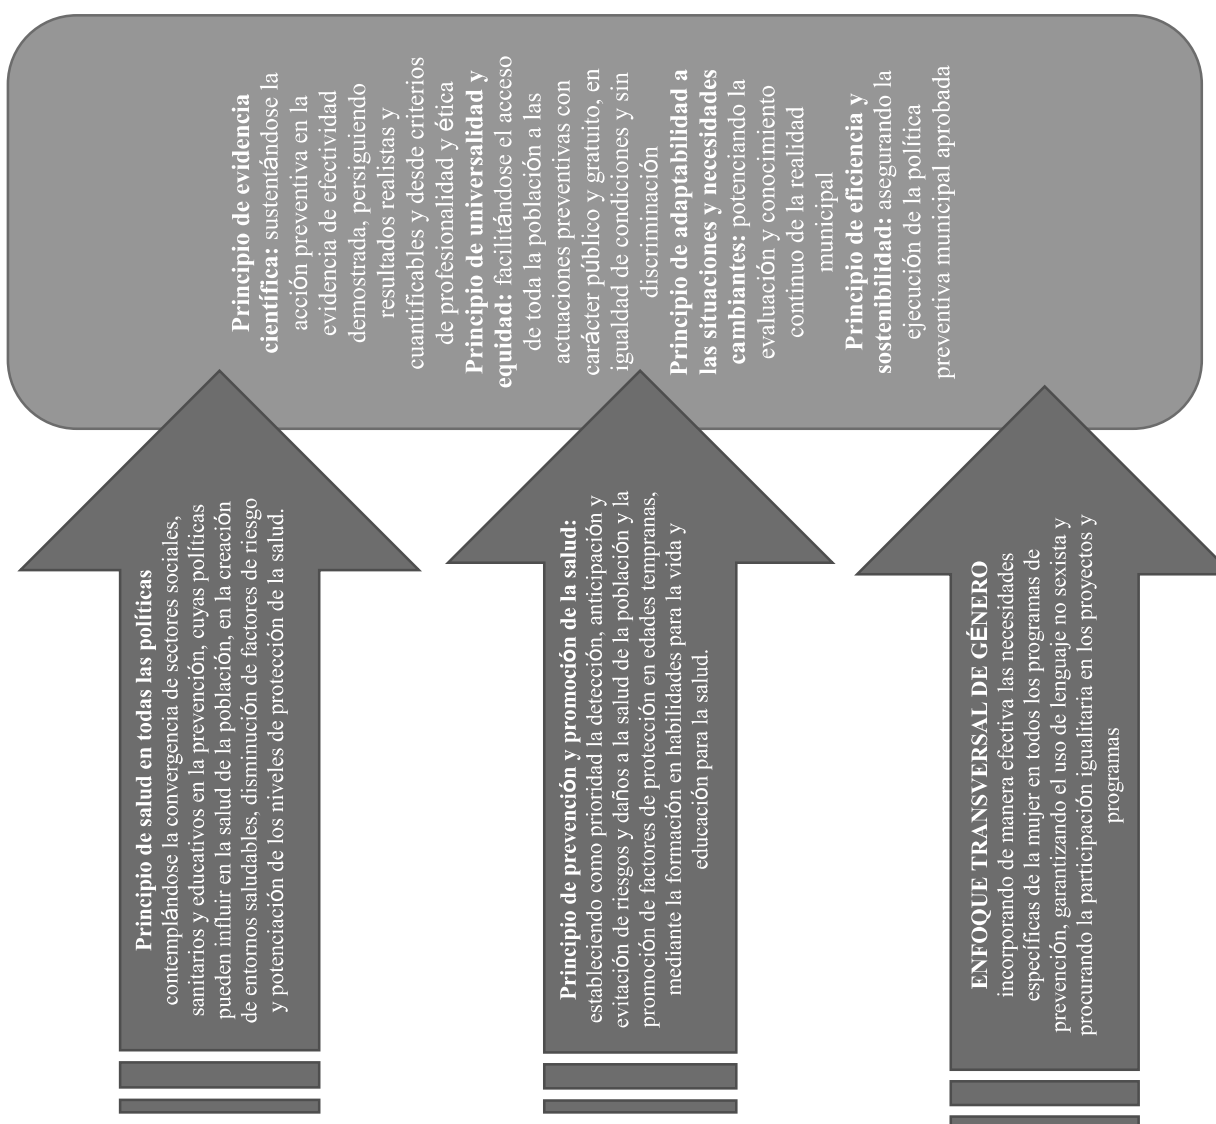 Principio de salud en todas las políticas
contemplándose la convergencia de sectores sociales,
sanitarios y educativos en la prevención, cuyas políticas
pueden influir en la salud de la población, en la creación
de entornos saludables, disminución de factores de riesgo
y potenciación de los niveles de protección de la salud.
Principio de prevención y promoción de la salud:
estableciendo como prioridad la detección, anticipación y
evitación de riesgos y daños a la salud de la población y la
promoción de factores de protección en edades tempranas,
mediante la formación en habilidades para la vida y
educación para la salud.
ENFOQUE TRANSVERSAL DE GÉNERO
incorporando de manera efectiva las necesidades
específicas de la mujer en todos los programas de
prevención, garantizando el uso de lenguaje no sexista y
procurando la participación igualitaria en los proyectos y
programas
Principio de evidencia
científica: sustentándose la
acción preventiva en la
evidencia de efectividad
demostrada, persiguiendo
resultados realistas y
cuantificables y desde criterios
de profesionalidad y ética
Principio de universalidad y
equidad: facilitándose el acceso
de toda la población a las
actuaciones preventivas con
carácter público y gratuito, en
igualdad de condiciones y sin
discriminación
Principio de adaptabilidad a
las situaciones y necesidades
cambiantes: potenciando la
evaluación y conocimiento
continuo de la realidad
municipal
Principio de eficiencia y
sostenibilidad: asegurando la
ejecución de la política
preventiva municipal aprobada